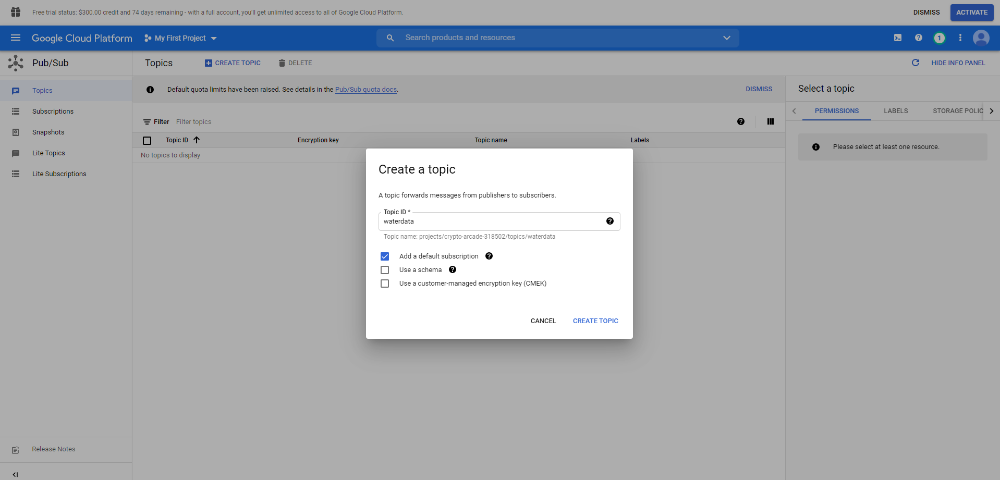 Free trial status: $300.00 credit and 74 days remaining - with a full account, you'll get unlimited access to all of Google Cloud Platform.
DISMISS
ACTIVATE
Google Cloud Platform
My First Project
Search products and resources
1
Pub/Sub
Topics
CREATE TOPIC
DELETE
HIDE INFO PANEL
Topics
Subscriptions
Snapshots
Lite Topics
Lite Subscriptions
Release Notes
Default quota limits have been raised. See details in the Pub/Sub quota docs.
DISMISS
Filter
Filter topics
Topic ID
Encryption key
Topic name
Labels
No topics to display
Select a topic
PERMISSIONS
LABELS
STORAGE POLIC
Please select at least one resource.
Create a topic
A topic forwards messages from publishers to subscribers.
Topic ID *
waterdata
Topic name: projects/crypto-arcade-318502/topics/waterdata
Add a default subscription
Use a schema
Use a customer-managed encryption key (CMEK)
CANCEL
CREATE TOPIC